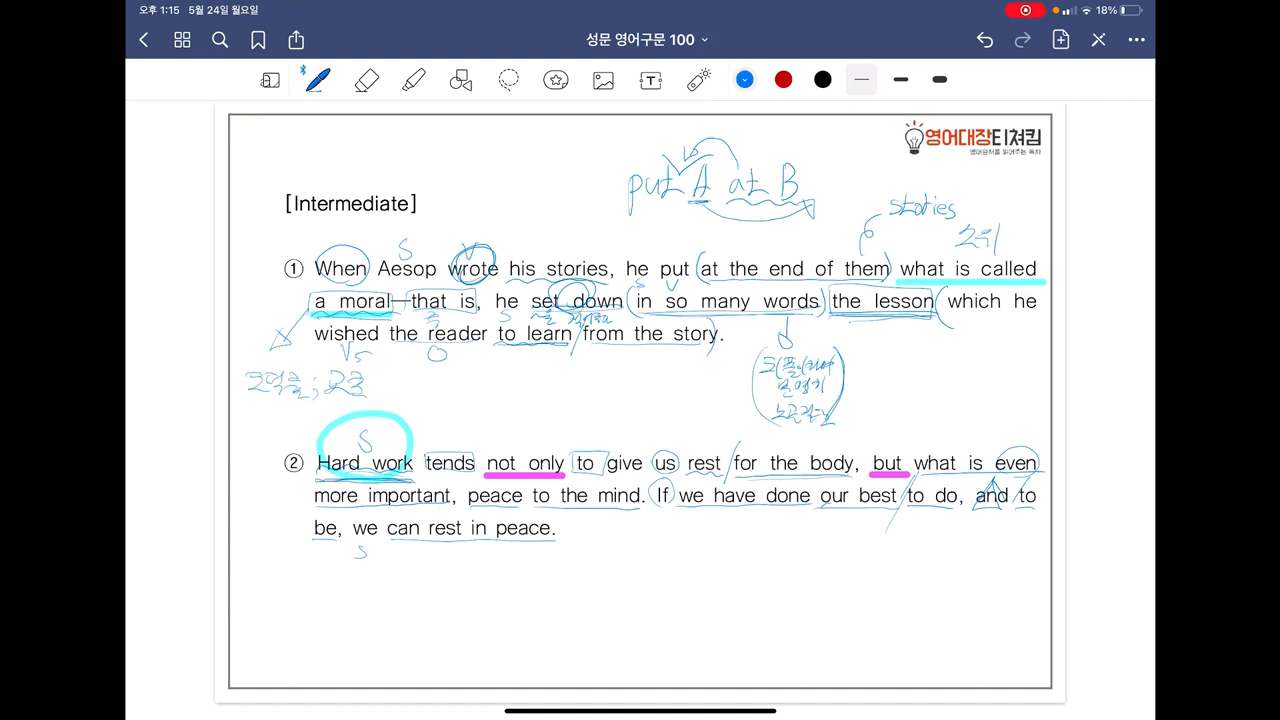 오후 1:15 5월 24일 월요일
18%
성문 영어구문 100
영어대장티쳐킴
put A at B
[Intermediate]
stories
S V
① When Aesop wrote his stories, he put at the end of them what is called
S V
a moral—that is, he set down in so many words the lesson which he
즉 S ~을
wished the reader to learn from the story.
O
S
② Hard work tends not only to give us rest for the body, but what is even
more important, peace to the mind. If we have done our best to do, and to
be, we can rest in peace.
S